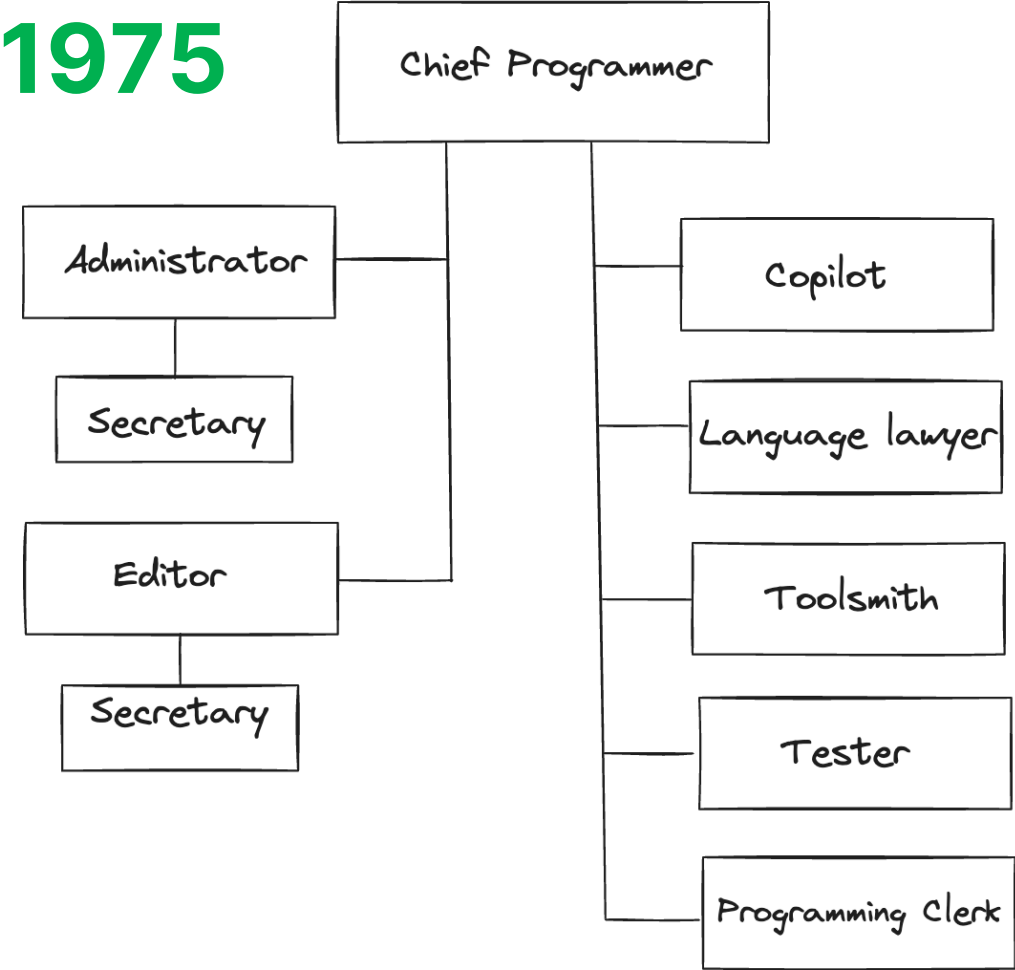 1975
Chief Programmer
Administrator
Secretary
Editor
Secretary
Copilot
Language lawyer
Toolsmith
Tester
Programming Clerk